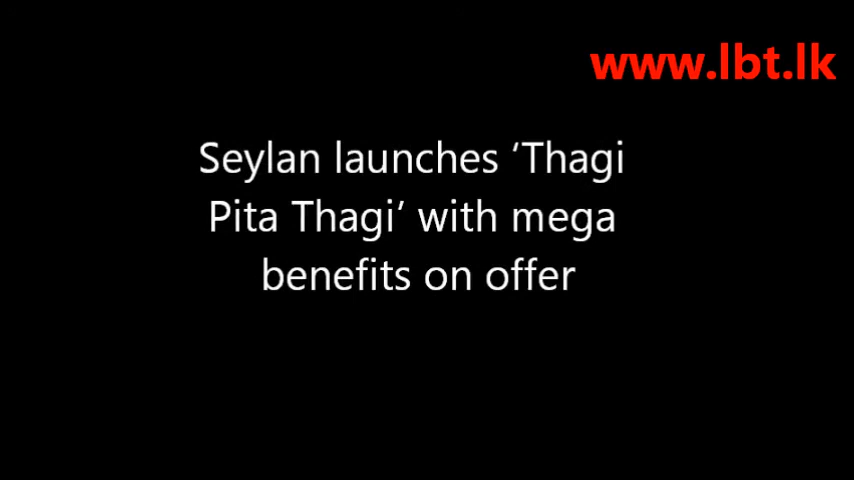 www.lbt.lk
Seylan launches ‘Thagi
Pita Thagi’ with mega
benefits on offer